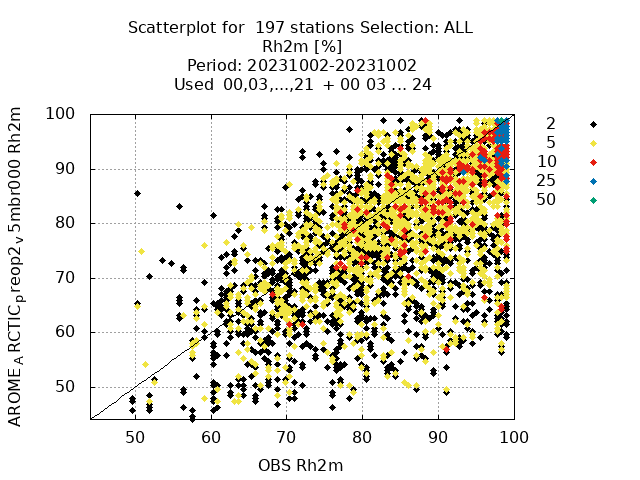 Scatterplot for  197 stations Selection: ALL
Rh2m [%]
Period: 20231002-20231002
Used  00,03,...,21  + 00 03 ... 24
AROME_ARCTIC_preop2_v5mbr000 Rh2m
100
90
80
70
60
50
50 60 70 80 90 100
OBS Rh2m
2
5
10
25
50